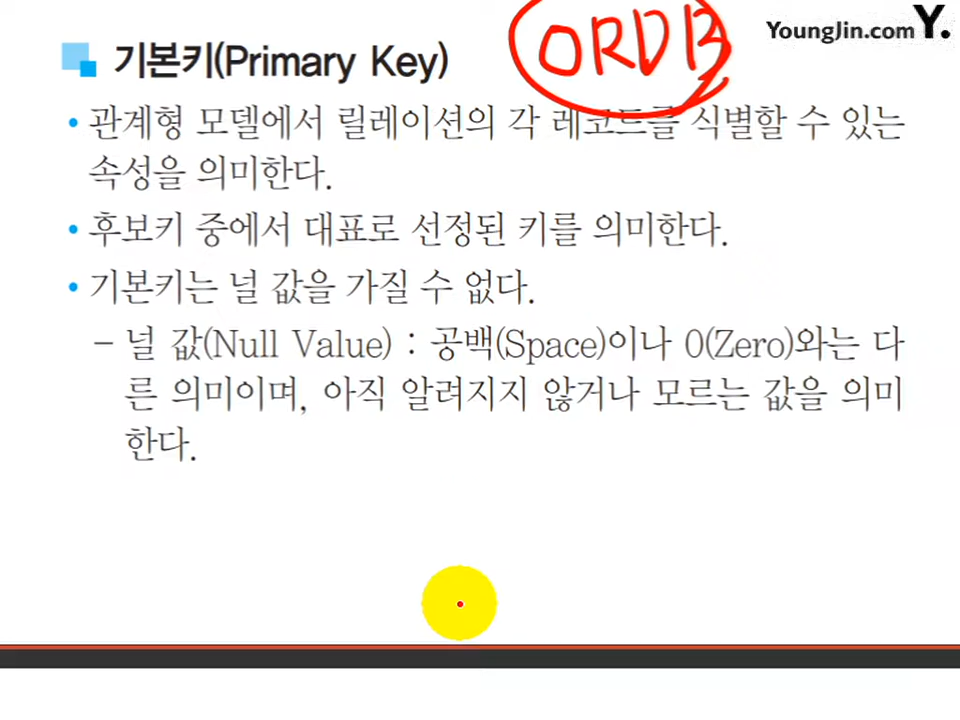 YoungJin.com Y.
ORDB
기본키(Primary Key)
• 관계형 모델에서 릴레이션의 각 레코드를 식별할 수 있는
속성을 의미한다.
• 후보키 중에서 대표로 선정된 키를 의미한다.
• 기본키는 널 값을 가질 수 없다.
– 널 값(Null Value) : 공백(Space)이나 0(Zero)와는 다
른 의미이며, 아직 알려지지 않거나 모르는 값을 의미
한다.